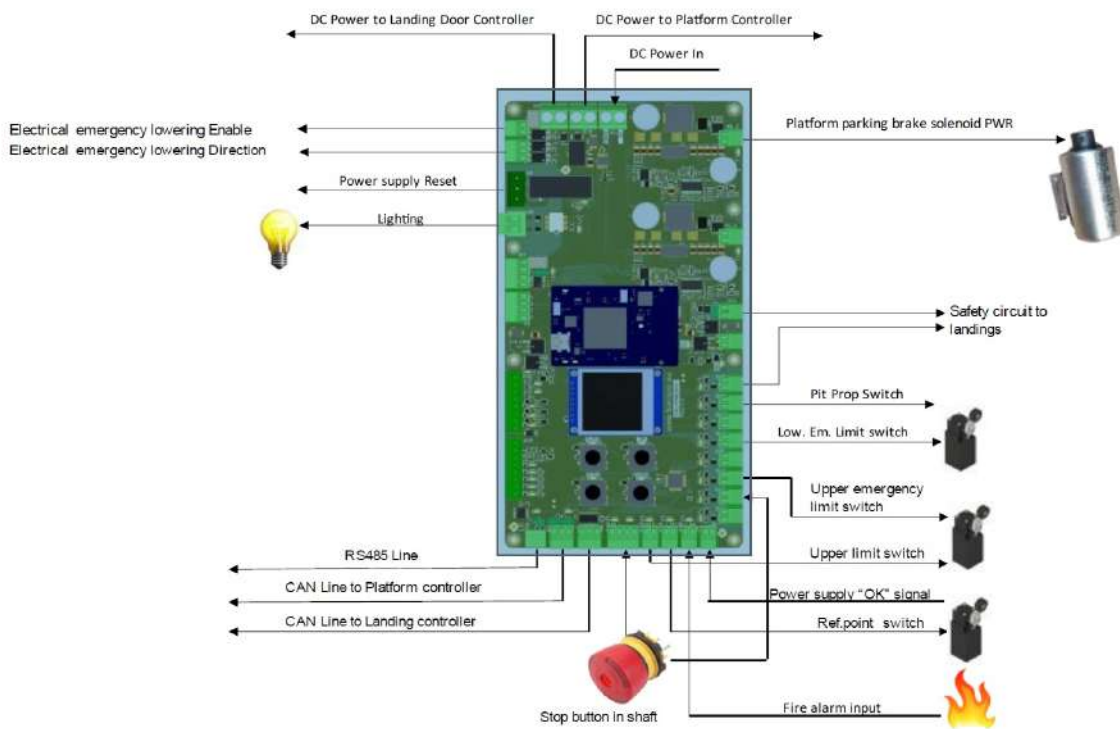 DC Power to Landing Door Controller
DC Power to Platform Controller
DC Power In
Electrical emergency lowering Enable
Electrical emergency lowering Direction
Platform parking brake solenoid PWR
Power supply Reset
Lighting
Safety circuit to
landings
Pit Prop Switch
Low. Em. Limit switch
Upper emergency
limit switch
RS485 Line
Upper limit switch
CAN Line to Platform controller
Power supply “OK” signal
CAN Line to Landing controller
Ref.point switch
Stop button in shaft
Fire alarm input